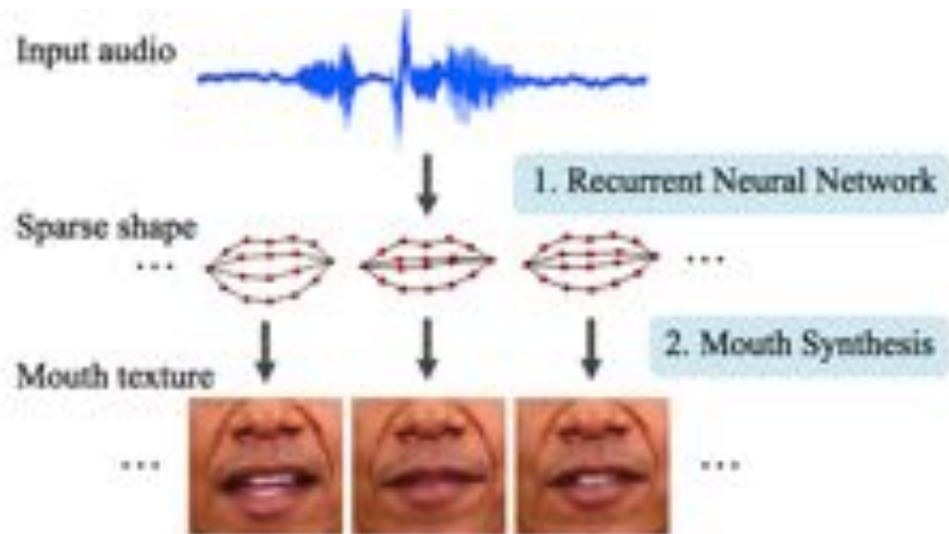 Input audio
1. Recurrent Neural Network
Sparse shape
...
...
2. Mouth Synthesis
Mouth texture
...
...